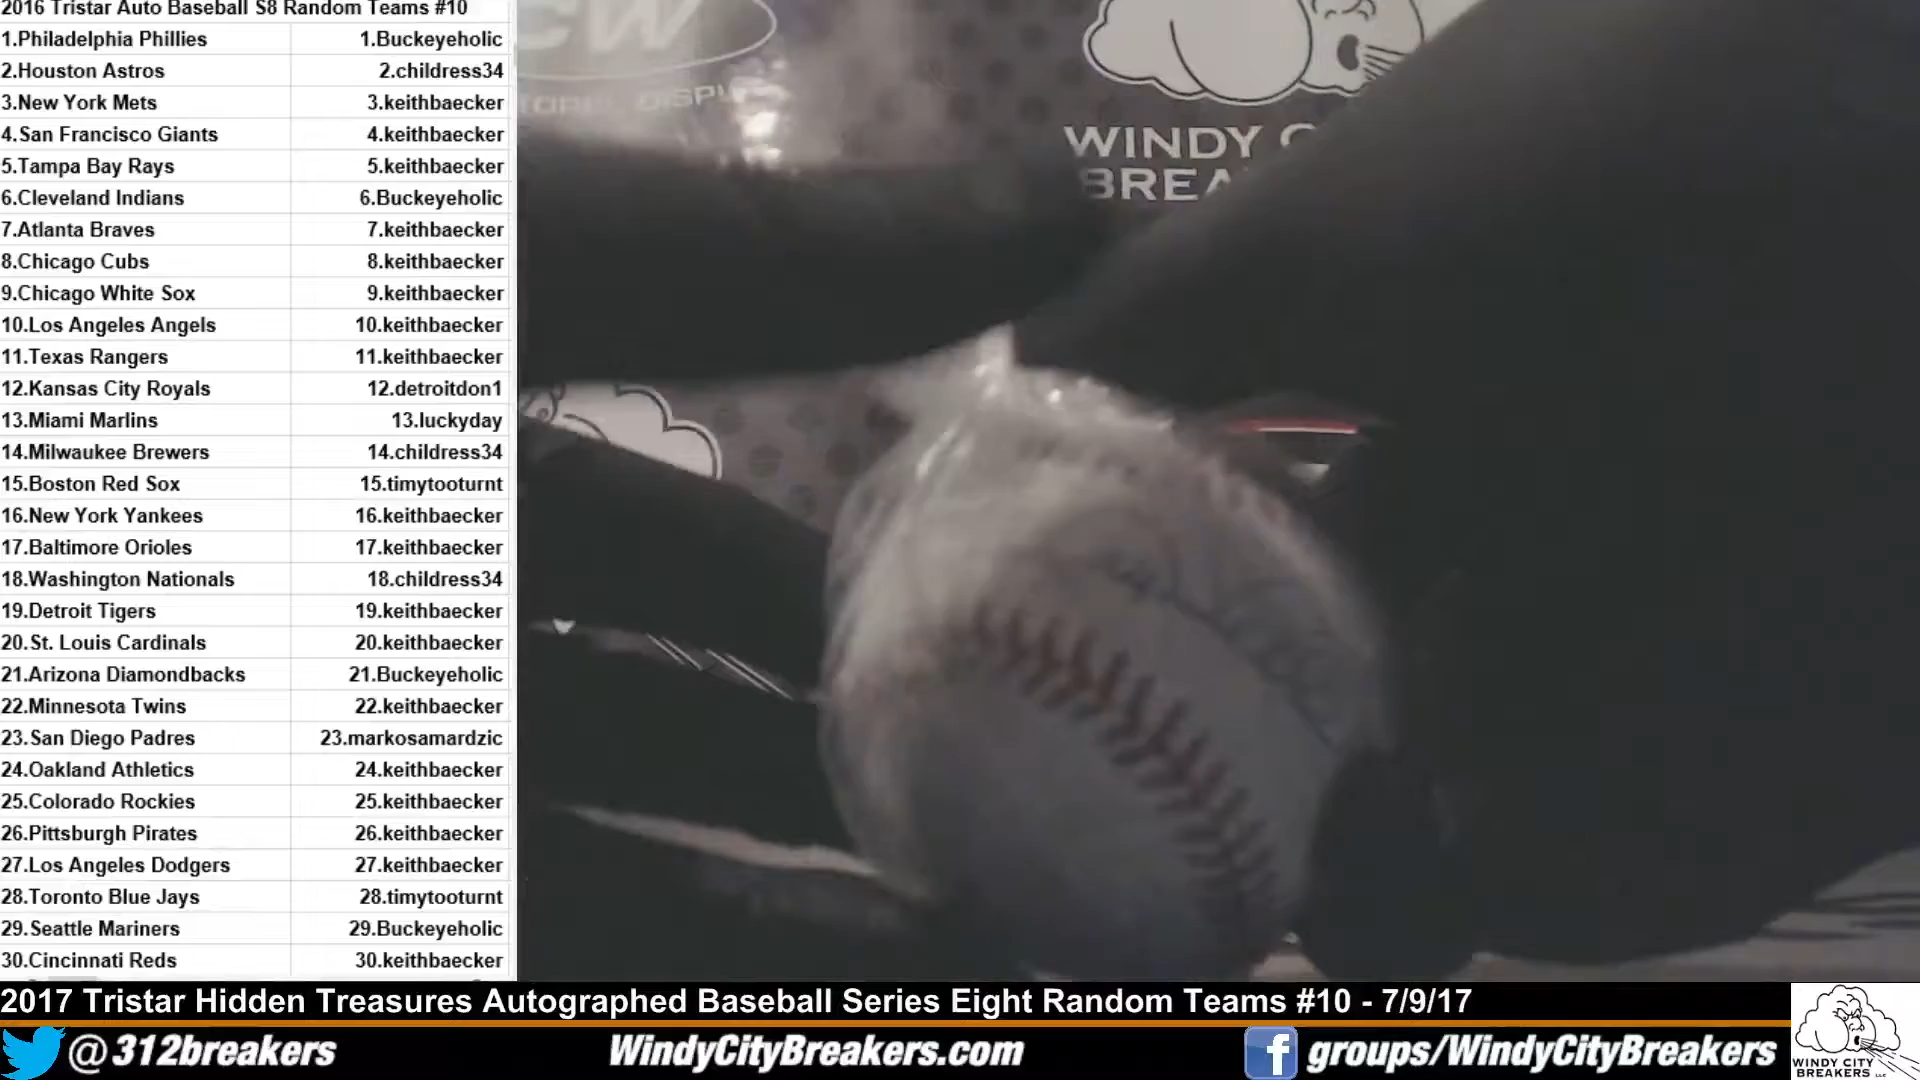 2016 Tristar Auto Baseball S8 Random Teams #10
1.Philadelphia Phillies 1.Buckeyeholic
2.Houston Astros 2.childress34
3.New York Mets 3.keithbaecker
4.San Francisco Giants 4.keithbaecker
5.Tampa Bay Rays 5.keithbaecker
6.Cleveland Indians 6.Buckeyeholic
7.Atlanta Braves 7.keithbaecker
8.Chicago Cubs 8.keithbaecker
9.Chicago White Sox 9.keithbaecker
10.Los Angeles Angels 10.keithbaecker
11.Texas Rangers 11.keithbaecker
12.Kansas City Royals 12.detroitdon1
13.Miami Marlins 13.luckyday
14.Milwaukee Brewers 14.childress34
15.Boston Red Sox 15.timytooturnt
16.New York Yankees 16.keithbaecker
17.Baltimore Orioles 17.keithbaecker
18.Washington Nationals 18.childress34
19.Detroit Tigers 19.keithbaecker
20.St. Louis Cardinals 20.keithbaecker
21.Arizona Diamondbacks 21.Buckeyeholic
22.Minnesota Twins 22.keithbaecker
23.San Diego Padres 23.markosamardzic
24.Oakland Athletics 24.keithbaecker
25.Colorado Rockies 25.keithbaecker
26.Pittsburgh Pirates 26.keithbaecker
27.Los Angeles Dodgers 27.keithbaecker
28.Toronto Blue Jays 28.timytooturnt
29.Seattle Mariners 29.Buckeyeholic
30.Cincinnati Reds 30.keithbaecker
CW
WINDY C
BREA
2017 Tristar Hidden Treasures Autographed Baseball Series Eight Random Teams #10 - 7/9/17
@312breakers WindyCityBreakers.com groups/WindyCityBreakers
WINDY CITY
BREAKERS LLC